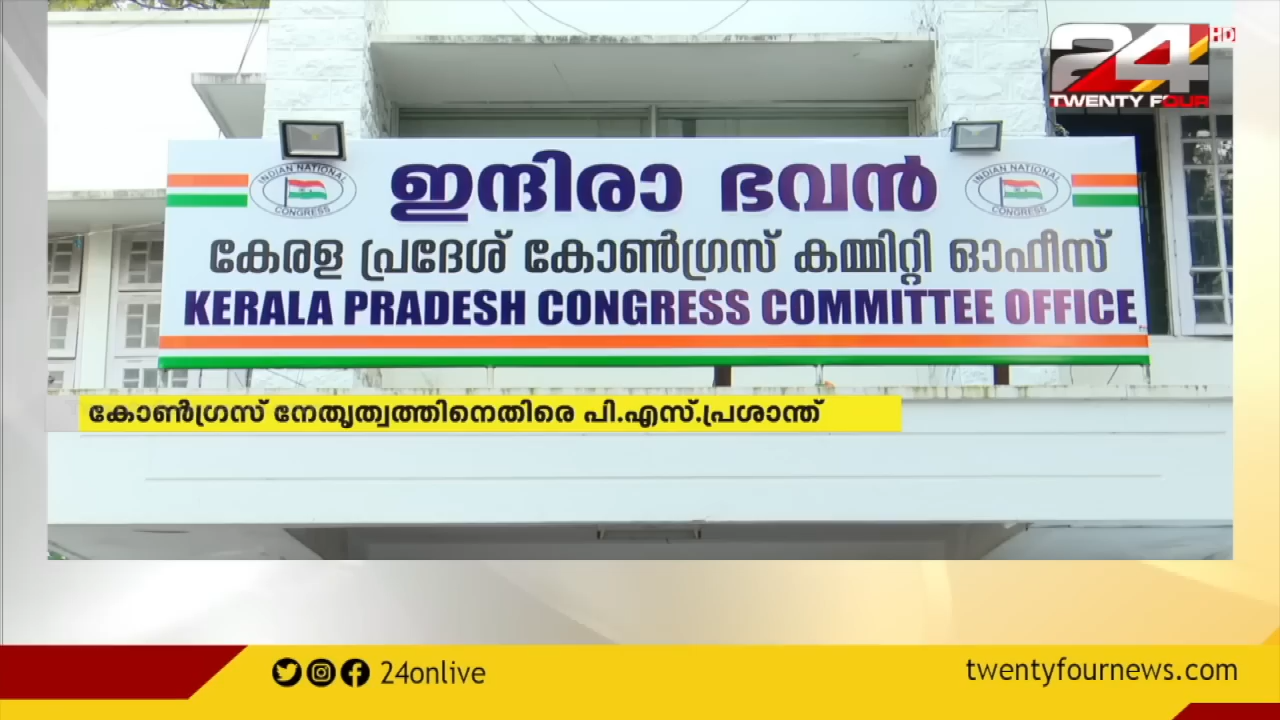 24 HD
TWENTY FOUR
INDIAN NATIONAL CONGRESS
ഇന്ദിരാ ഭവൻ
INDIAN NATIONAL CONGRESS
കേരള പ്രദേശ് കോൺഗ്രസ് കമ്മിറ്റി ഓഫീസ്
KERALA PRADESH CONGRESS COMMITTEE OFFICE
കോൺഗ്രസ് നേതൃത്വത്തിനെതിരെ പി.എസ്.പ്രശാന്ത്
24onlive
twentyfournews.com